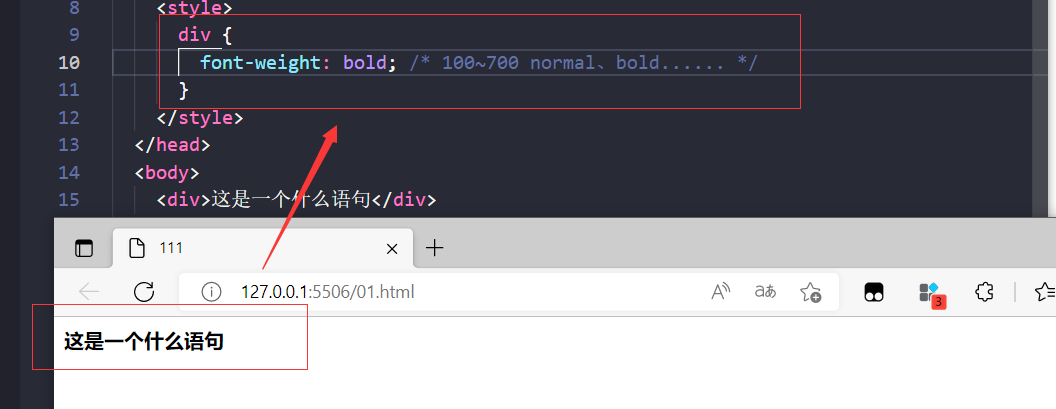 8 <style>
9 div {
10 font-weight: bold; /* 100~700 normal、bold...... */
11 }
12 </style>
13 </head>
14 <body>
15 <div>这是一个什么语句</div>
111
127.0.0.1:5506/01.html
A
aあ
3
这是一个什么语句